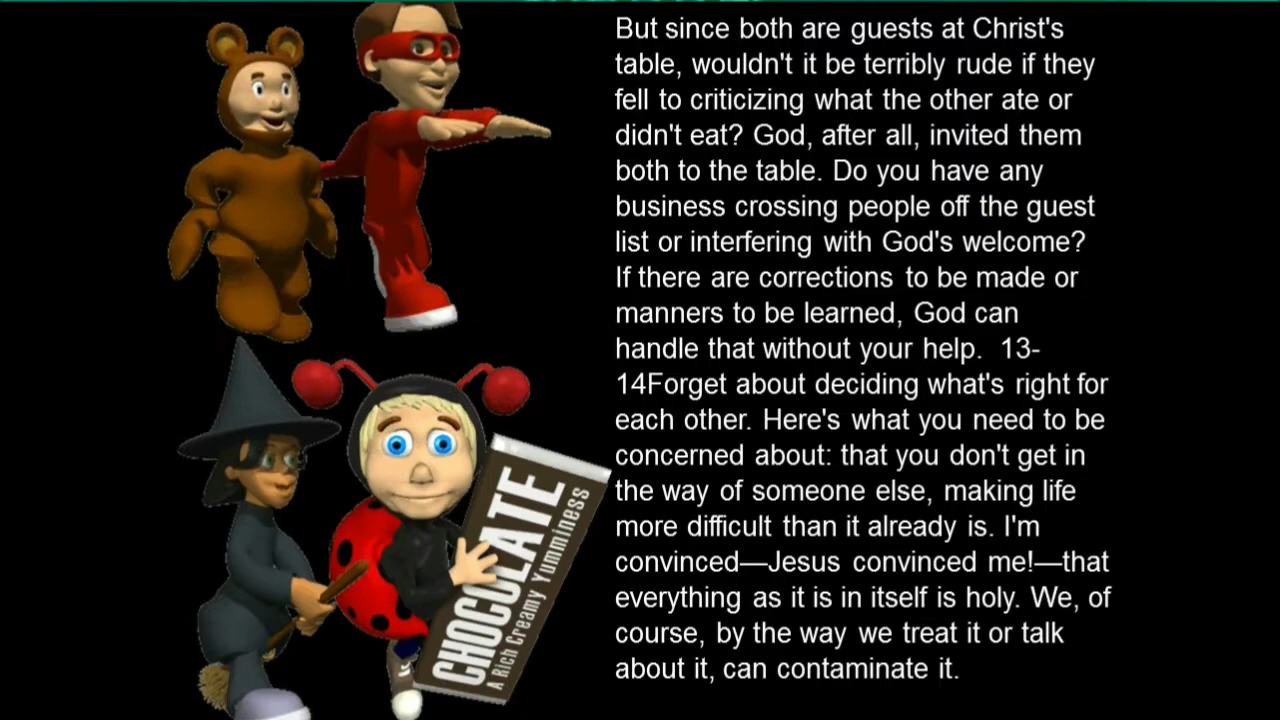 But since both are guests at Christ's
table, wouldn't it be terribly rude if they
fell to criticizing what the other ate or
didn't eat? God, after all, invited them
both to the table. Do you have any
business crossing people off the guest
list or interfering with God's welcome?
If there are corrections to be made or
manners to be learned, God can
handle that without your help. 13-
14Forget about deciding what's right for
each other. Here's what you need to be
concerned about: that you don't get in
the way of someone else, making life
more difficult than it already is. I'm
convinced—Jesus convinced me!—that
everything as it is in itself is holy. We, of
course, by the way we treat it or talk
about it, can contaminate it.
CHOCOLATE
A Rich Creamy Yumminess